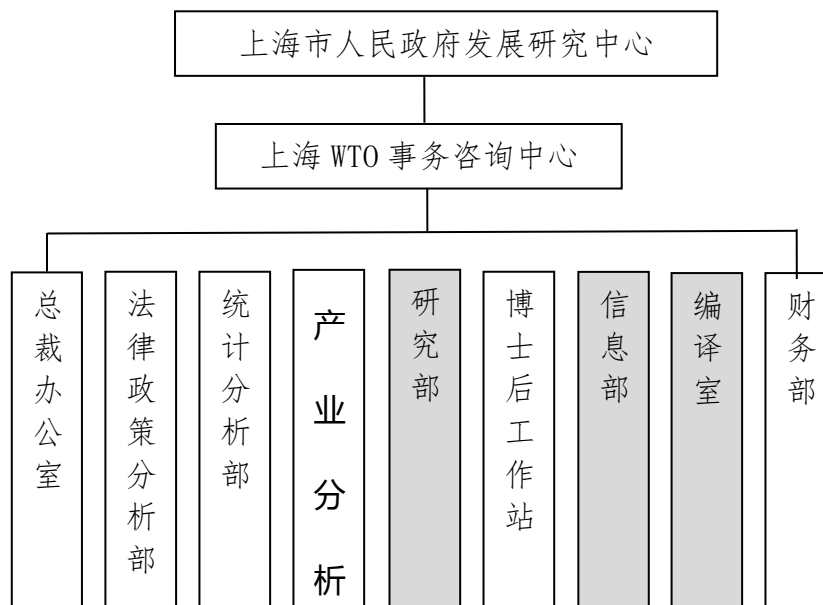 上海市人民政府发展研究中心
上海 WTO 事务咨询中心
总裁办公室
法律政策分析部
统计分析部
产业分析
研究部
博士后工作站
信息部
编译室
财务部